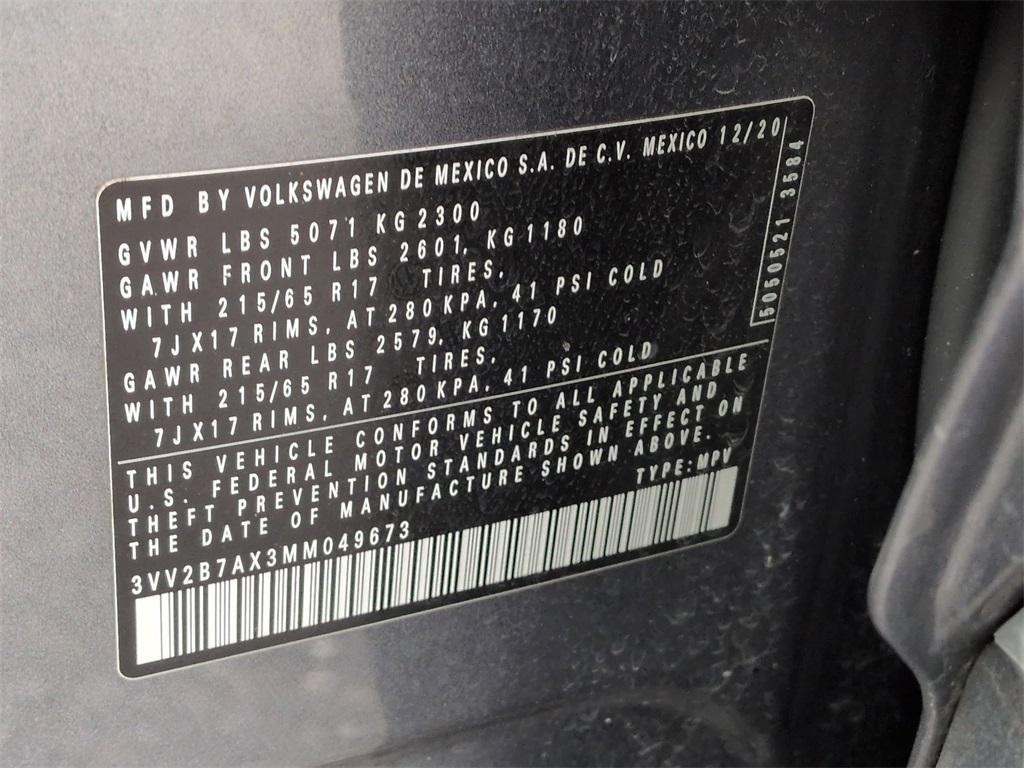 MFD BY VOLKSWAGEN DE MEXICO S.A. DE C.V. MEXICO 12/20
GVWR LBS 5071 KG 2300
GAWR FRONT LBS 2601, KG 1180
WITH 215/65 R17 TIRES,
7JX17 RIMS, AT 280 KPA, 41 PSI COLD
GAWR REAR LBS 2579, KG 1170
WITH 215/65 R17 TIRES,
7JX17 RIMS, AT 280 KPA, 41 PSI COLD
5050521 3584
THIS VEHICLE CONFORMS TO ALL APPLICABLE
U.S. FEDERAL MOTOR VEHICLE SAFETY AND
THEFT PREVENTION STANDARDS IN EFFECT ON
THE DATE OF MANUFACTURE SHOWN ABOVE.
TYPE: MPV
3VV2B7AX3MM049673